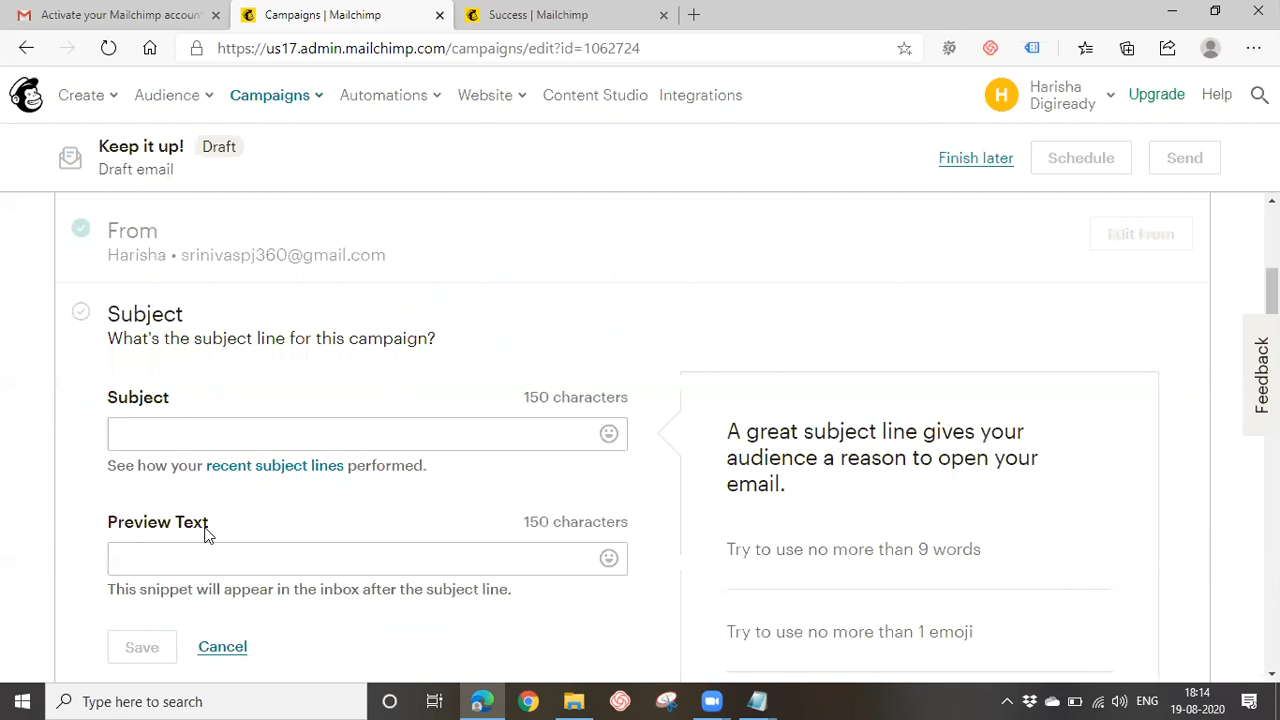 Activate your Mailchimp accoun
Campaigns | Mailchimp
Success | Mailchimp
https://us17.admin.mailchimp.com/campaigns/edit?id=1062724
Create
Audience
Campaigns
Automations
Website
Content Studio
Integrations
H
Harisha
Digiready
Upgrade
Help
Keep it up!
Draft
Draft email
Finish later
Schedule
Send
From
Harisha • srinivaspj360@gmail.com
Subject
What's the subject line for this campaign?
Subject
150 characters
See how your recent subject lines performed.
Preview Text
150 characters
This snippet will appear in the inbox after the subject line.
Save
Cancel
A great subject line gives your
audience a reason to open your
email.
Try to use no more than 9 words
Try to use no more than 1 emoji
Feedback
Type here to search
ENG
18:14
19-08-2020